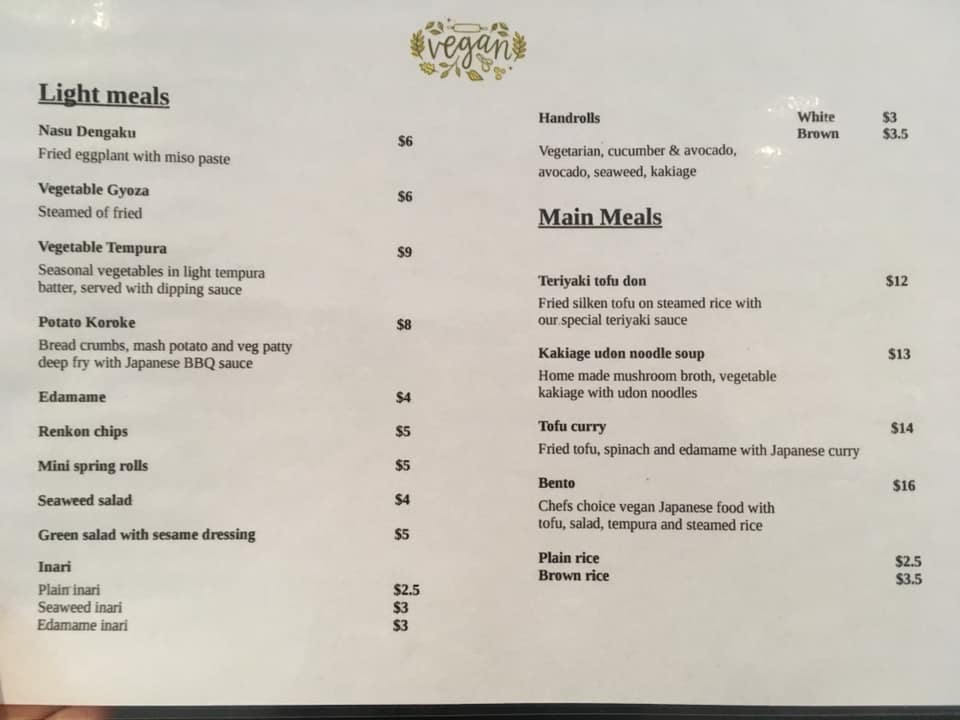 vegan
Light meals
Nasu Dengaku $6
Fried eggplant with miso paste
Vegetable Gyoza $6
Steamed of fried
Vegetable Tempura $9
Seasonal vegetables in light tempura
batter, served with dipping sauce
Potato Koroke $8
Bread crumbs, mash potato and veg patty
deep fry with Japanese BBQ sauce
Edamame $4
Renkon chips $5
Mini spring rolls $5
Seaweed salad $4
Green salad with sesame dressing $5
Inari
Plain inari $2.5
Seaweed inari $3
Edamame inari $3
Handrolls White $3
Brown $3.5
Vegetarian, cucumber & avocado,
avocado, seaweed, kakiage
Main Meals
Teriyaki tofu don $12
Fried silken tofu on steamed rice with
our special teriyaki sauce
Kakiage udon noodle soup $13
Home made mushroom broth, vegetable
kakiage with udon noodles
Tofu curry $14
Fried tofu, spinach and edamame with Japanese curry
Bento $16
Chefs choice vegan Japanese food with
tofu, salad, tempura and steamed rice
Plain rice $2.5
Brown rice $3.5